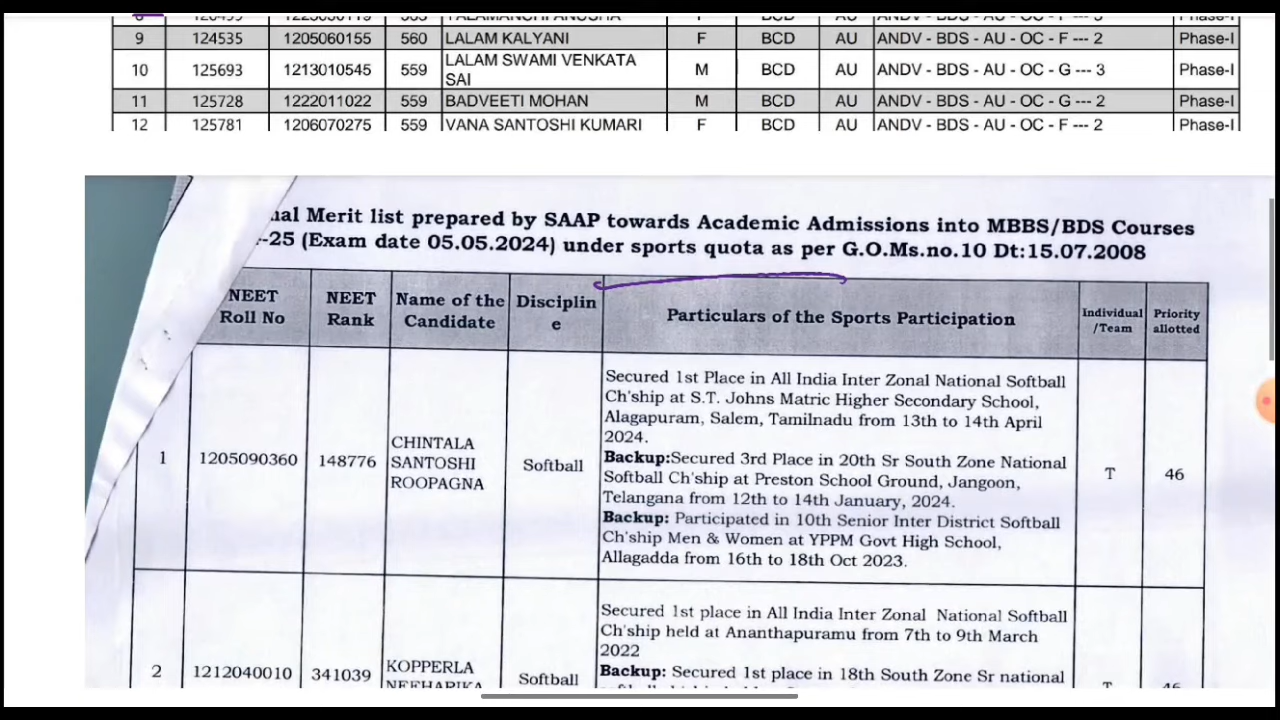 9 124535 1205060155 560 LALAM KALYANI F BCD AU ANDV - BDS - AU - OC - F --- 2 Phase-I
10 125693 1213010545 559 LALAM SWAMI VENKATA SAI M BCD AU ANDV - BDS - AU - OC - G --- 3 Phase-I
11 125728 1222011022 559 BADVEETI MOHAN M BCD AU ANDV - BDS - AU - OC - G --- 2 Phase-I
12 125781 1206070275 559 VANA SANTOSHI KUMARI F BCD AU ANDV - BDS - AU - OC - F --- 2 Phase-I
Merit list prepared by SAAP towards Academic Admissions into MBBS/BDS Courses
-25 (Exam date 05.05.2024) under sports quota as per G.O.Ms.no.10 Dt:15.07.2008
NEET Roll No NEET Rank Name of the Candidate Disciplin e Particulars of the Sports Participation Individual /Team Priority allotted
1 1205090360 148776 CHINTALA SANTOSHI ROOPAGNA Softball
Secured 1st Place in All India Inter Zonal National Softball
Ch'ship at S.T. Johns Matric Higher Secondary School,
Alagapuram, Salem, Tamilnadu from 13th to 14th April
2024.
Backup:Secured 3rd Place in 20th Sr South Zone National
Softball Ch'ship at Preston School Ground, Jangoon,
Telangana from 12th to 14th January, 2024.
Backup: Participated in 10th Senior Inter District Softball
Ch'ship Men & Women at YPPM Govt High School,
Allagadda from 16th to 18th Oct 2023.
T 46
2 1212040010 341039 KOPPERLA NEEHARIKA Softball
Secured 1st place in All India Inter Zonal National Softball
Ch'ship held at Ananthapuramu from 7th to 9th March
2022
Backup: Secured 1st place in 18th South Zone Sr national